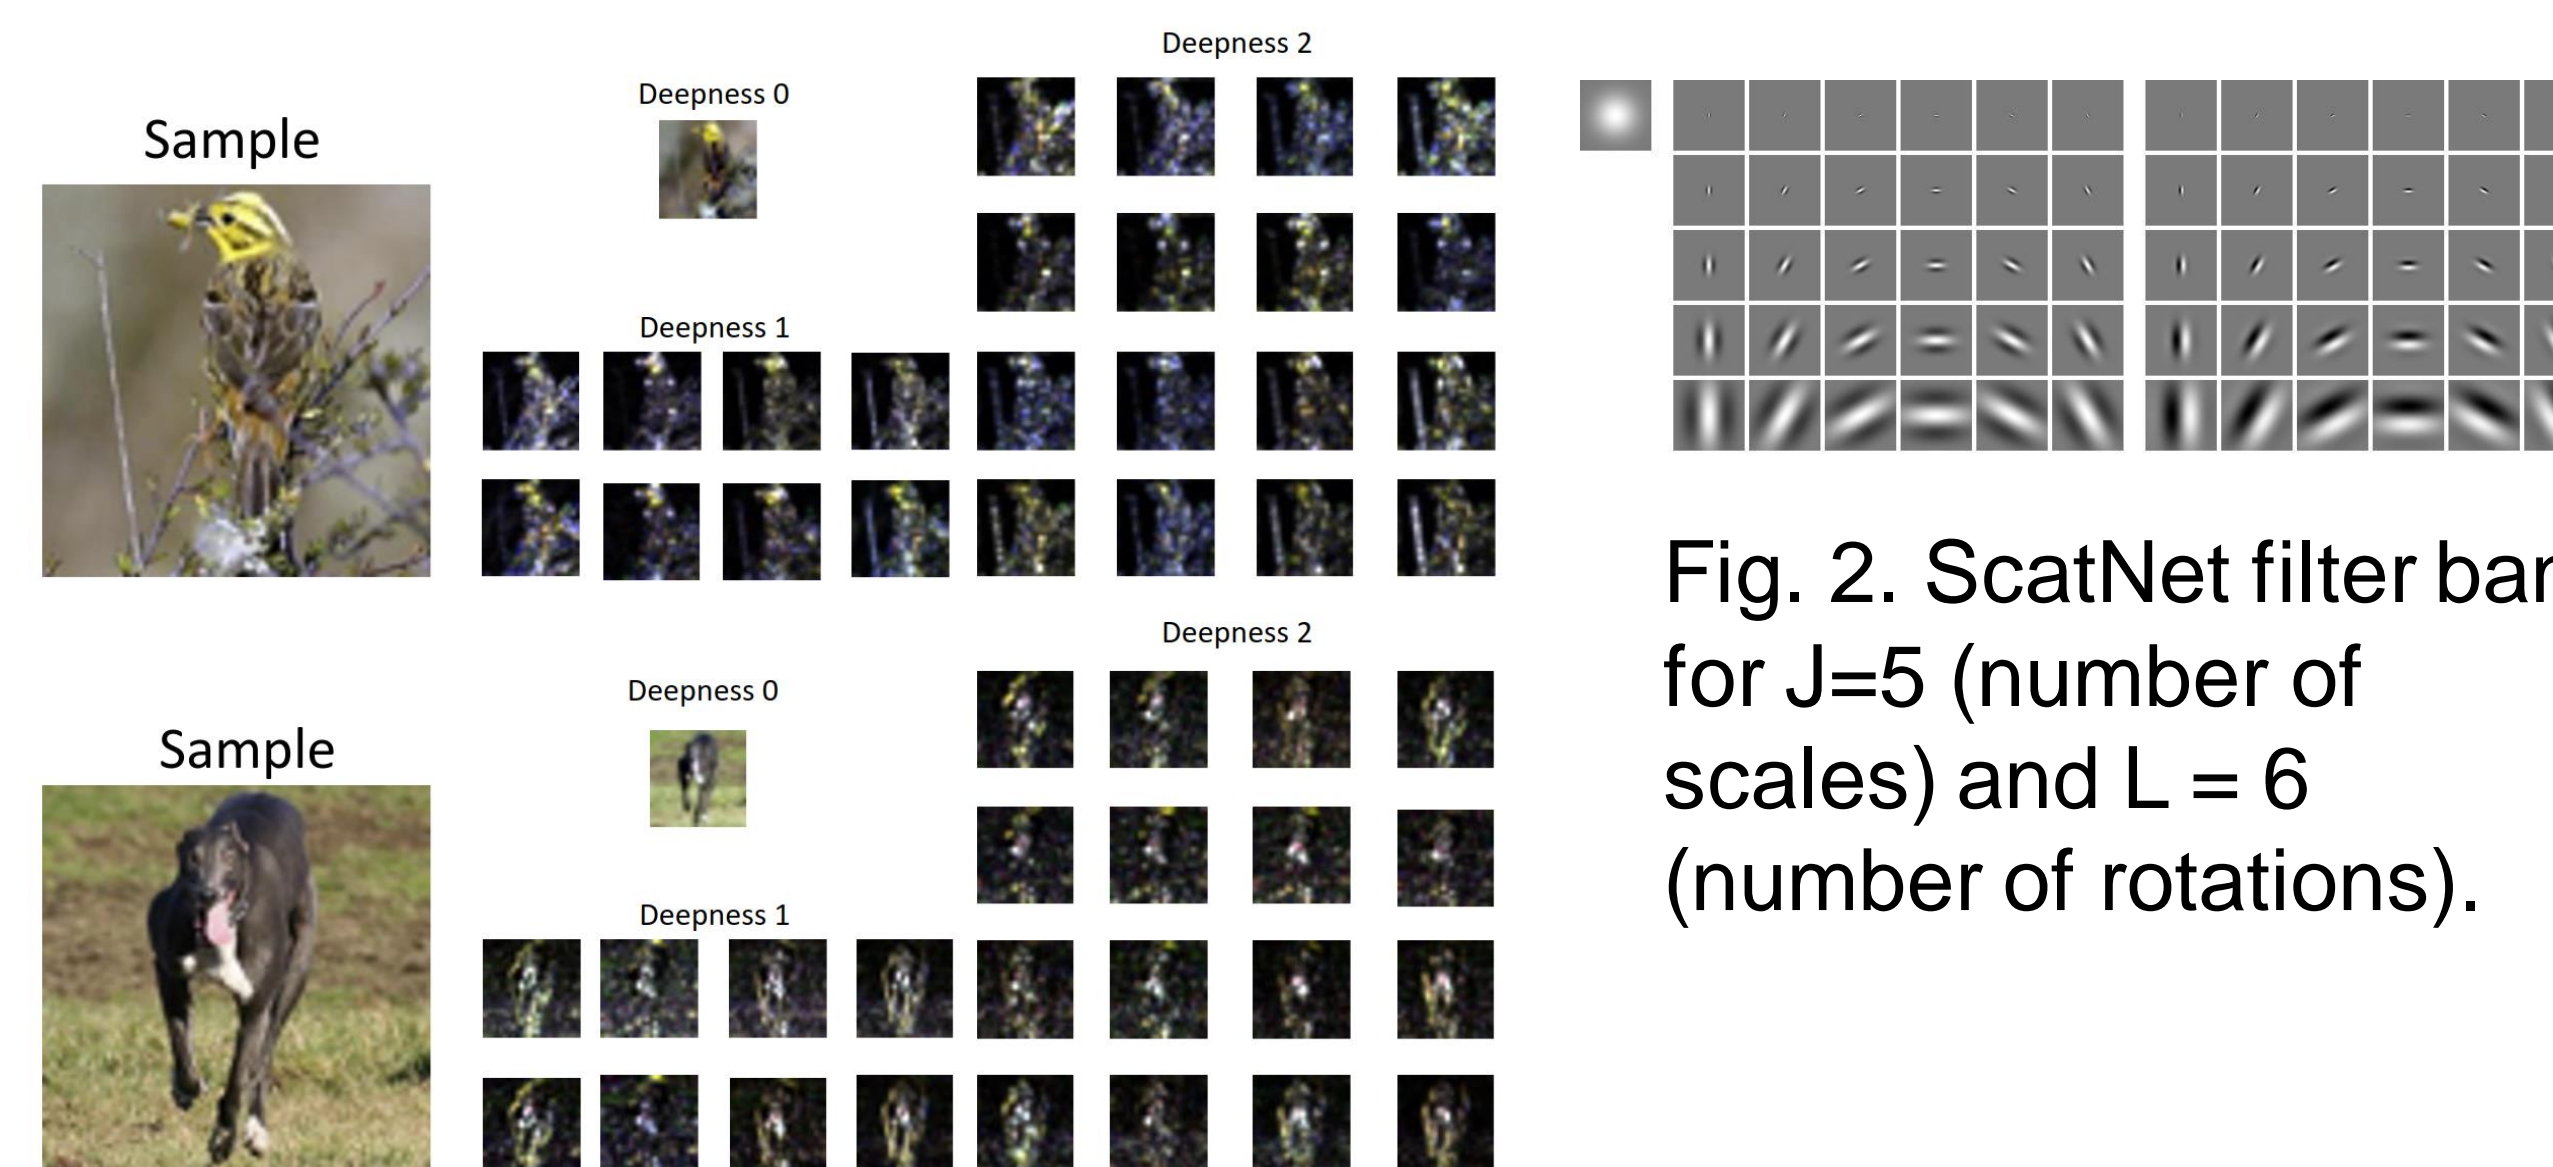 Sample
Deepness 0
Deepness 1
Deepness 2
Sample
Deepness 0
Deepness 1
Deepness 2
Fig. 2. ScatNet filter
for J=5 (number of
scales) and L = 6
(number of rotations).